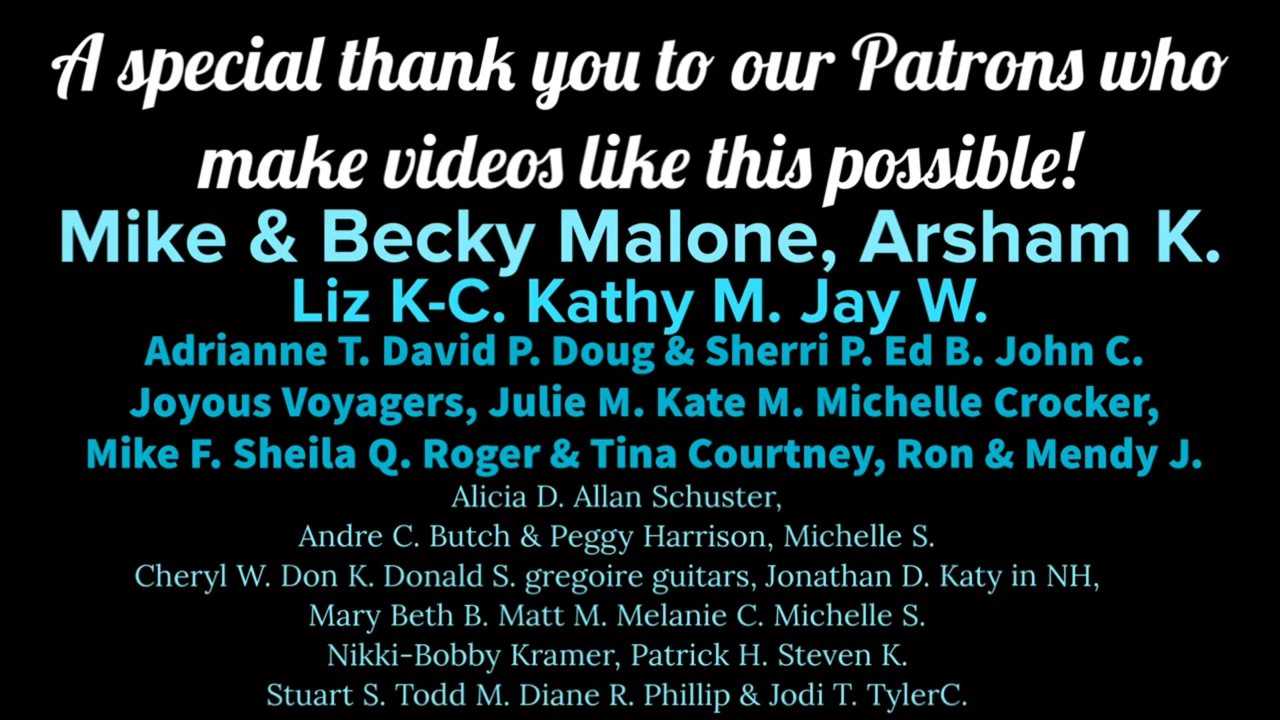 A special thank you to our Patrons who
make videos like this possible!
Mike & Becky Malone, Arsham K.
Liz K-C. Kathy M. Jay W.
Adrianne T. David P. Doug & Sherri P. Ed B. John C.
Joyous Voyagers, Julie M. Kate M. Michelle Crocker,
Mike F. Sheila Q. Roger & Tina Courtney, Ron & Mendy J.
Alicia D. Allan Schuster,
Andre C. Butch & Peggy Harrison, Michelle S.
Cheryl W. Don K. Donald S. gregoire guitars, Jonathan D. Katy in NH,
Mary Beth B. Matt M. Melanie C. Michelle S.
Nikki-Bobby Kramer, Patrick H. Steven K.
Stuart S. Todd M. Diane R. Phillip & Jodi T. TylerC.